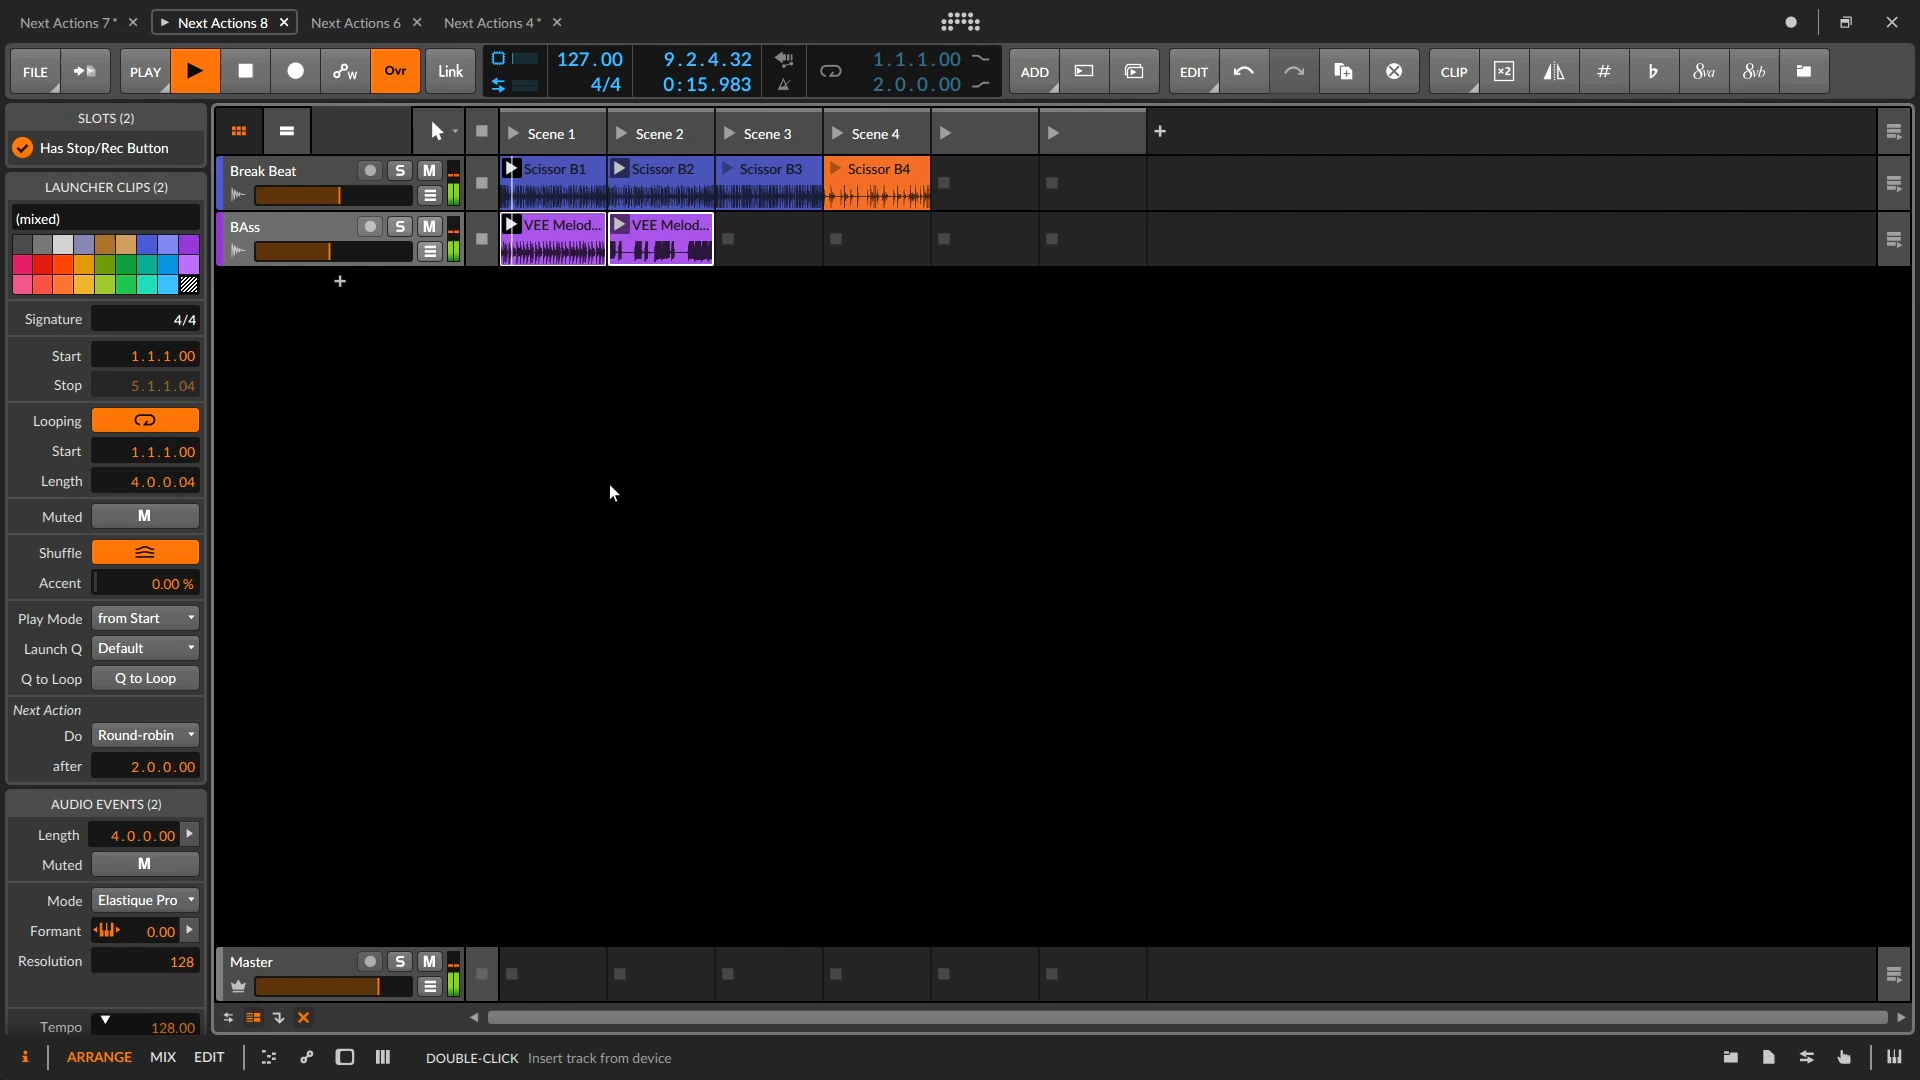 Next Actions 7*
Next Actions 8
Next Actions 6
Next Actions 4*
FILE
PLAY
Ovr
Link
127.00
4/4
9.2.4.32
0:15.983
1.1.1.00
2.0.0.00
ADD
EDIT
CLIP
×2
#
♭
8va
8vb
SLOTS (2)
Has Stop/Rec Button
LAUNCHER CLIPS (2)
(mixed)
Signature 4/4
Start 1.1.1.00
Stop 5.1.1.04
Looping
Start 1.1.1.00
Length 4.0.0.04
Muted M
Shuffle
Accent 0.00 %
Play Mode from Start
Launch Q Default
Q to Loop Q to Loop
Next Action
Do Round-robin
after 2.0.0.00
AUDIO EVENTS (2)
Length 4.0.0.00
Muted M
Mode Elastique Pro
Formant 0.00
Resolution 128
Tempo 128.00
Scene 1
Scene 2
Scene 3
Scene 4
Break Beat S M
Scissor B1
Scissor B2
Scissor B3
Scissor B4
BAss S M
VEE Melod...
VEE Melod...
Master S M
i
ARRANGE MIX EDIT
DOUBLE-CLICK Insert track from device